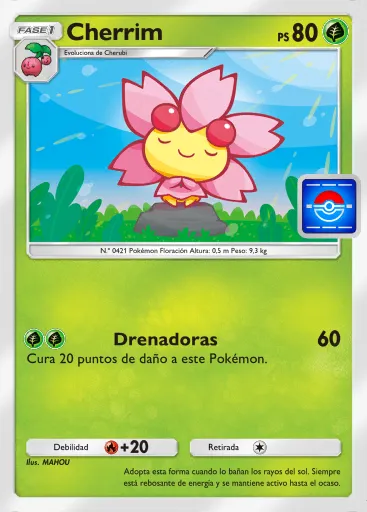 FASE 1
Cherrim
PS 80
Evoluciona de Cherubi
N.º 0421 Pokémon Floración Altura: 0,5 m Peso: 9,3 kg
Drenadoras 60
Cura 20 puntos de daño a este Pokémon.
Debilidad +20 Retirada
Ilus. MAHOU
Adopta esta forma cuando lo bañan los rayos del sol. Siempre
está rebosante de energía y se mantiene activo hasta el ocaso.